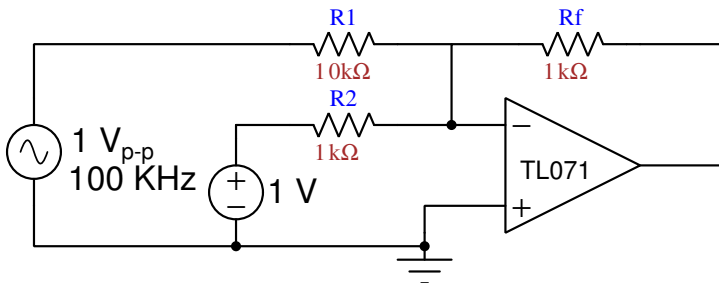 R1
10kΩ
Rf
1kΩ
R2
1kΩ
1 Vp-p
100 KHz
1 V
TL071